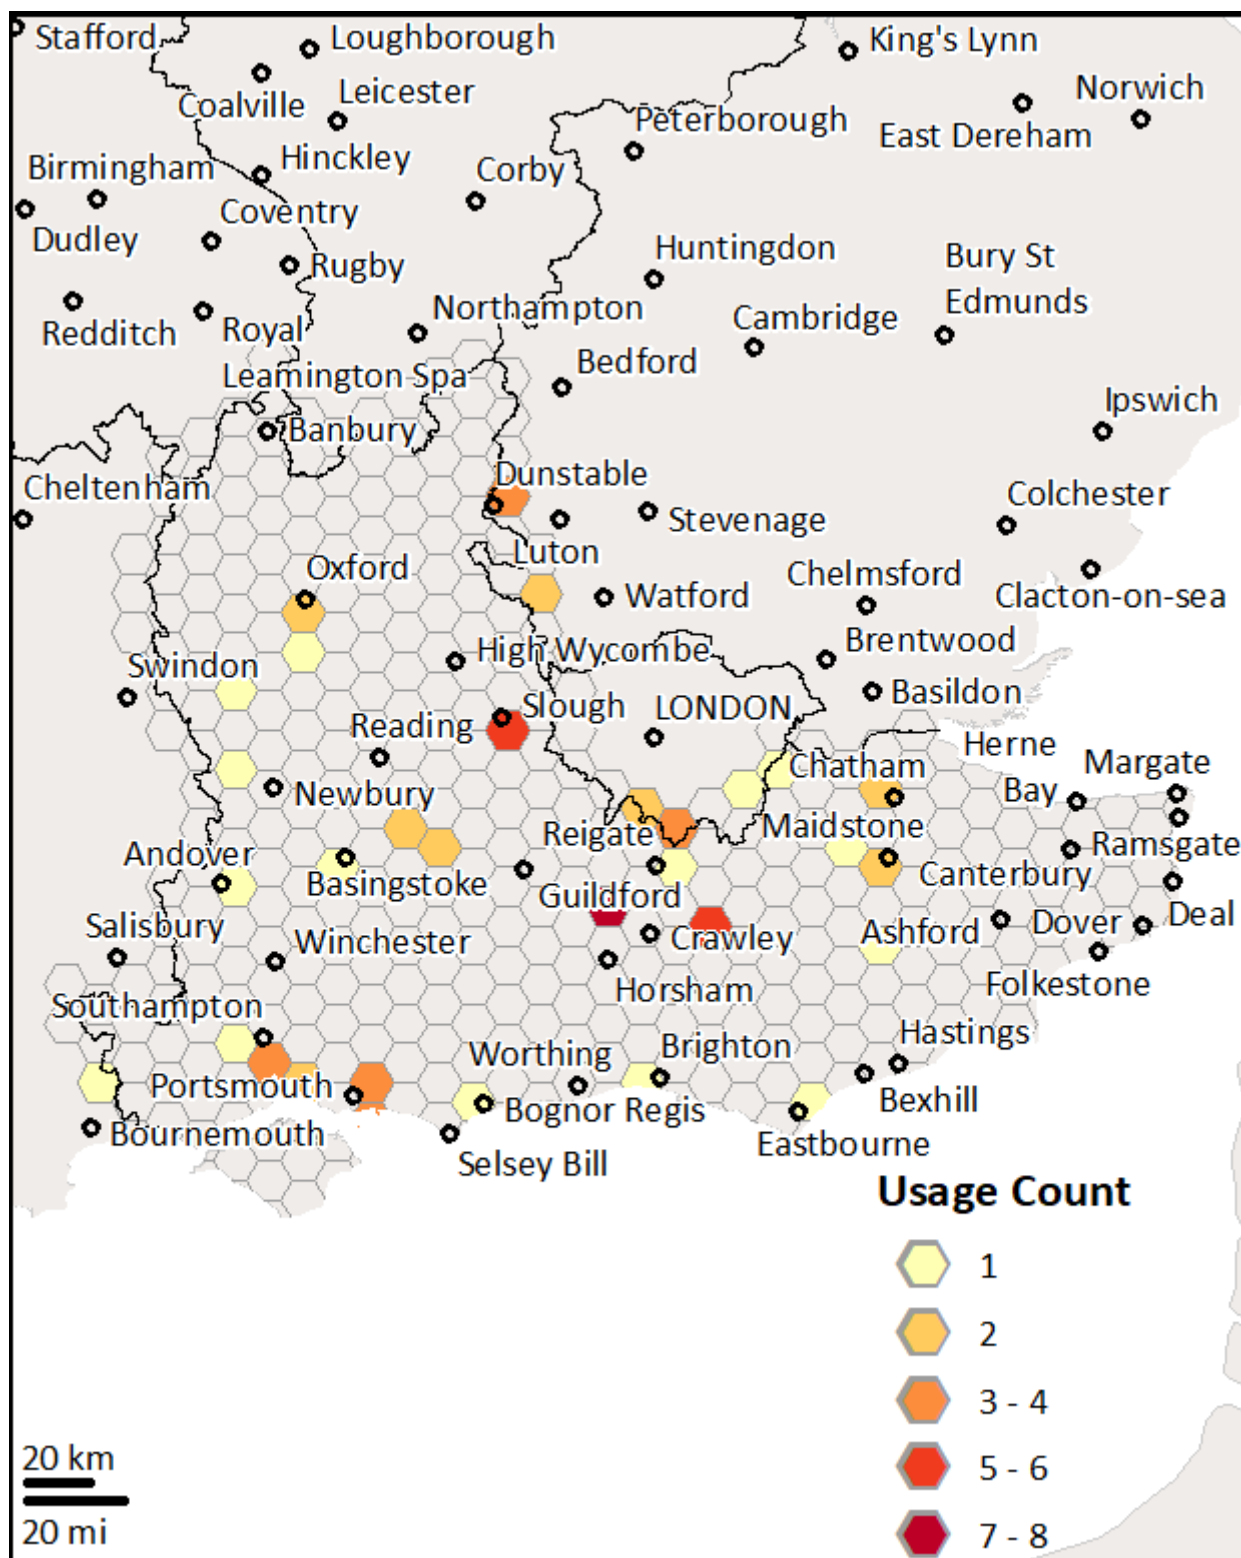 Stafford
Loughborough
King's Lynn
Coalville
Leicester
Norwich
Peterborough
East Dereham
Birmingham
Hinckley
Corby
Dudley
Coventry
Rugby
Huntingdon
Bury St
Edmunds
Redditch
Royal
Leamington Spa
Northampton
Cambridge
Bedford
Ipswich
Banbury
Cheltenham
Dunstable
Stevenage
Colchester
Luton
Oxford
Watford
Chelmsford
Clacton-on-sea
Swindon
High Wycombe
Brentwood
Basildon
Reading
Slough
LONDON
Herne
Bay
Margate
Newbury
Chatham
Andover
Basingstoke
Reigate
Maidstone
Ramsgate
Guildford
Canterbury
Salisbury
Winchester
Crawley
Ashford
Dover
Deal
Horsham
Folkestone
Southampton
Worthing
Brighton
Hastings
Portsmouth
Bognor Regis
Bexhill
Bournemouth
Selsey Bill
Eastbourne
Usage Count
1
2
3 - 4
5 - 6
7 - 8
20 km
20 mi